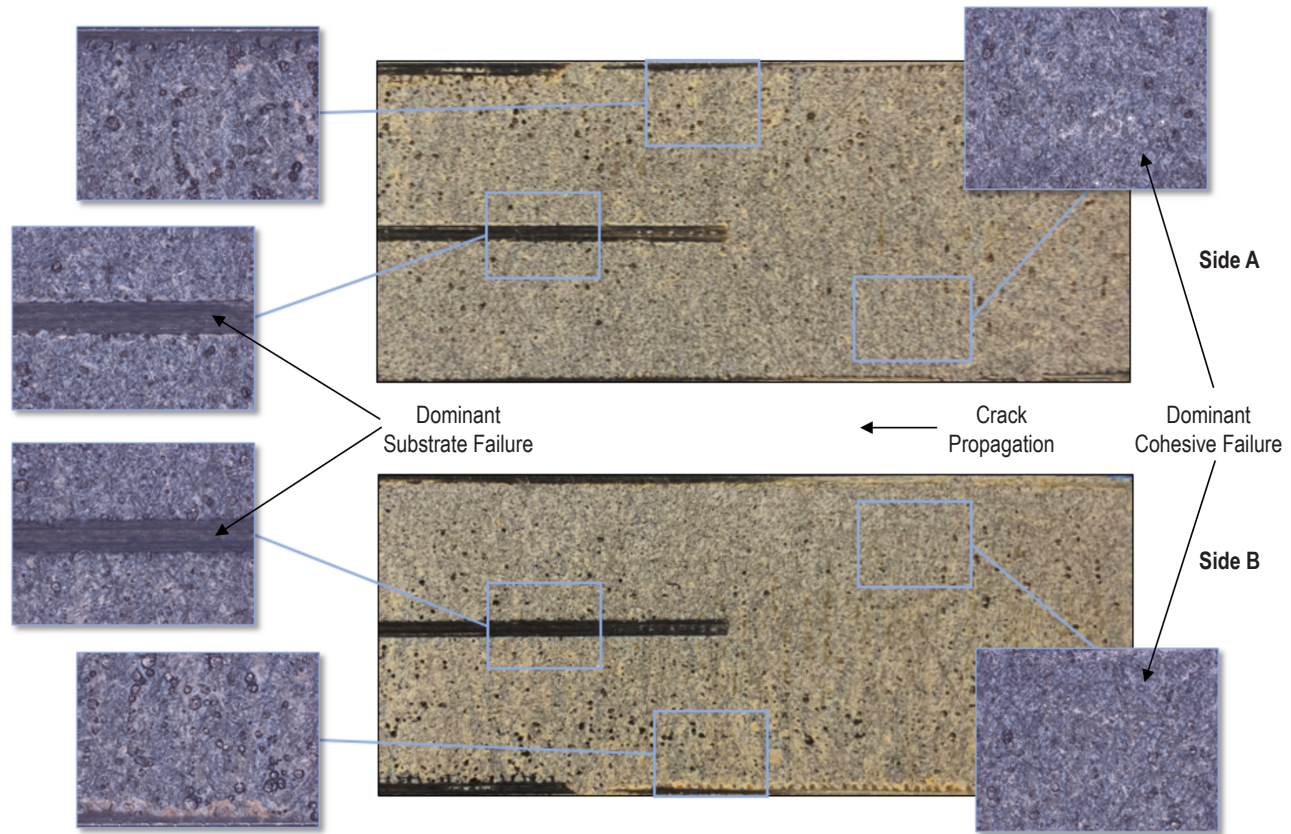 Side A
Dominant
Substrate Failure
Crack
Propagation
Dominant
Cohesive Failure
Side B